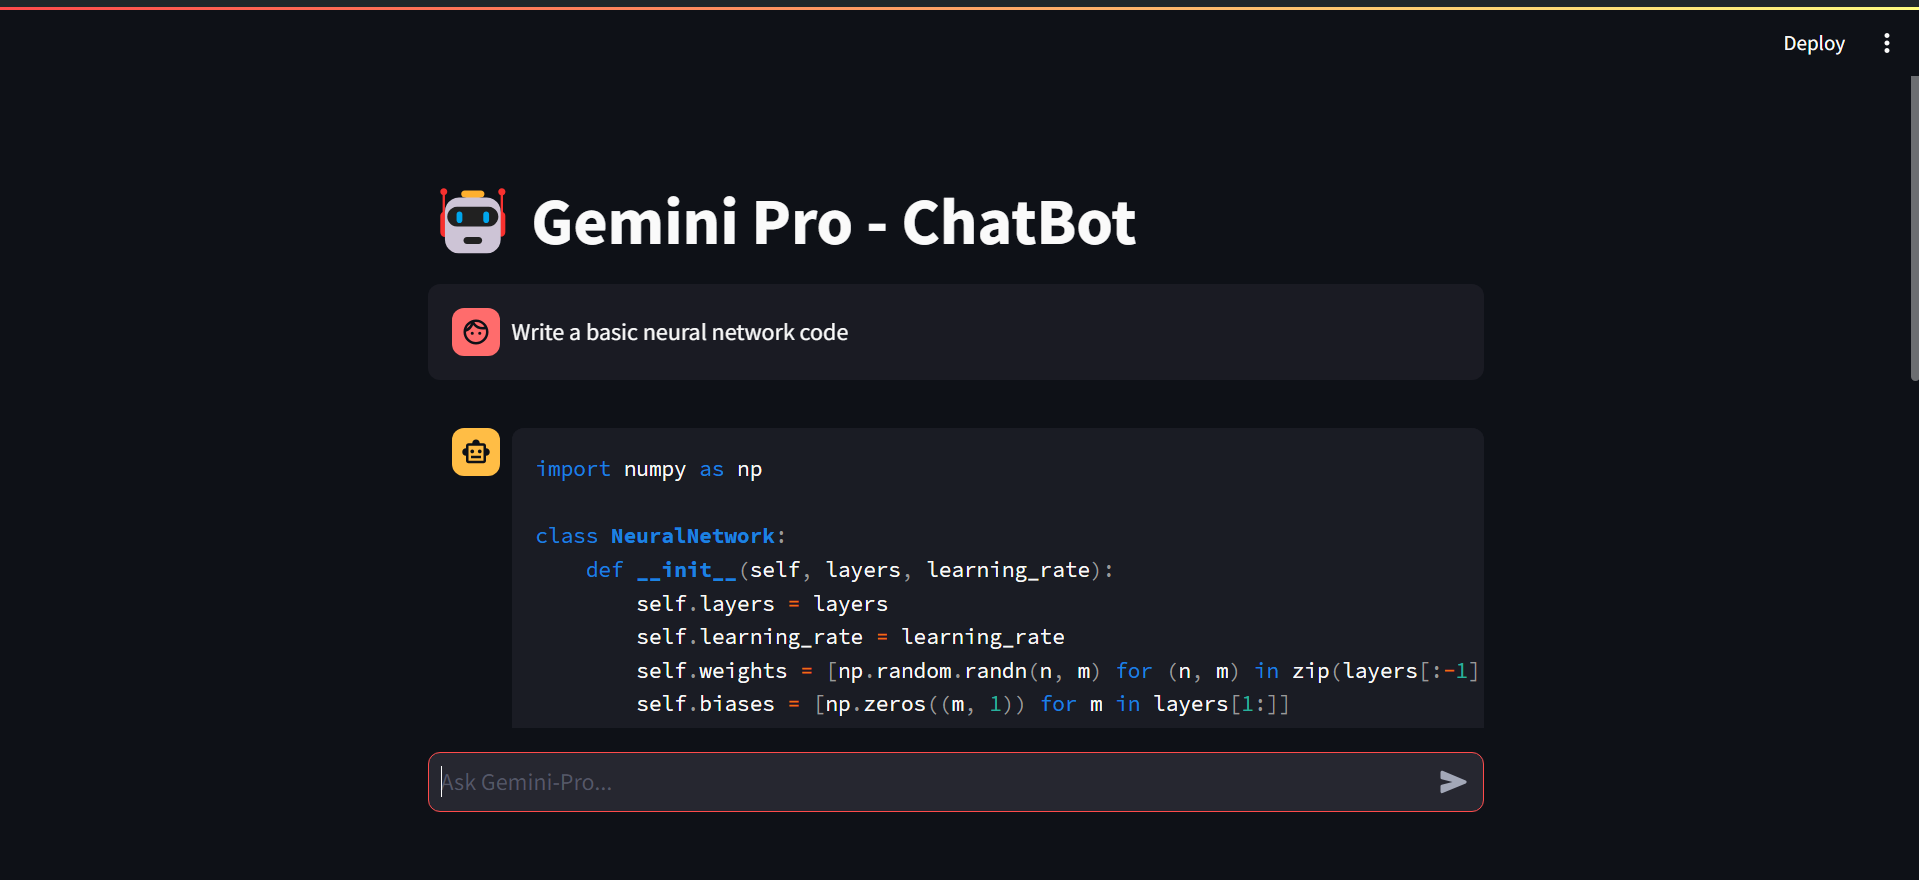 Deploy
Gemini Pro - ChatBot
Write a basic neural network code
import numpy as np
class NeuralNetwork:
    def __init__(self, layers, learning_rate):
        self.layers = layers
        self.learning_rate = learning_rate
        self.weights = [np.random.randn(n, m) for (n, m) in zip(layers[:-1]
        self.biases = [np.zeros((m, 1)) for m in layers[1:]]
Ask Gemini-Pro...